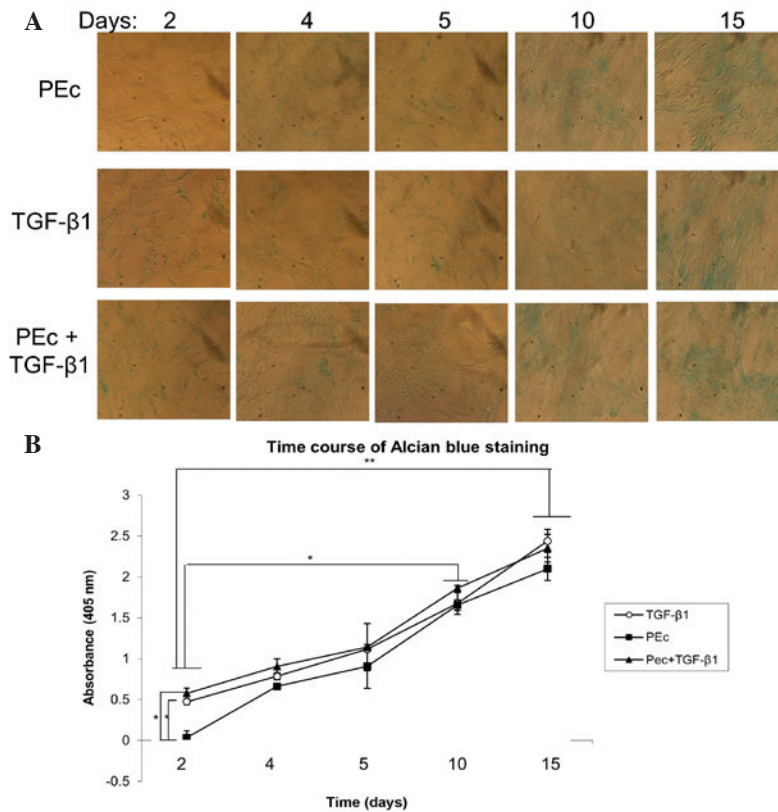 A
Days: 2 4 5 10 15
PEc
TGF-β1
PEc +
TGF-β1
B
Time course of Alcian blue staining
**
*
* *
Absorbance (405 nm)
3
2.5
2
1.5
1
0.5
0
-0.5
2 4 5 10 15
Time (days)
TGF-β1
PEc
Pec+TGF-β1